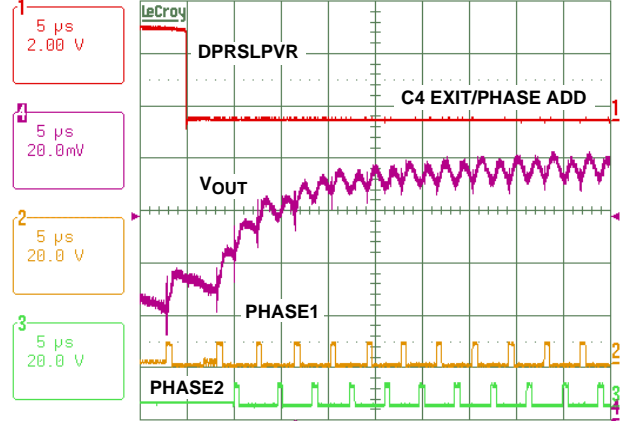 LeCroy
1
5 µs
2.00 V
DPRSLPVR
C4 EXIT/PHASE ADD
1
4
5 µs
20.0mV
VOUT
2
5 µs
20.0 V
PHASE1
2
3
5 µs
20.0 V
PHASE2
3